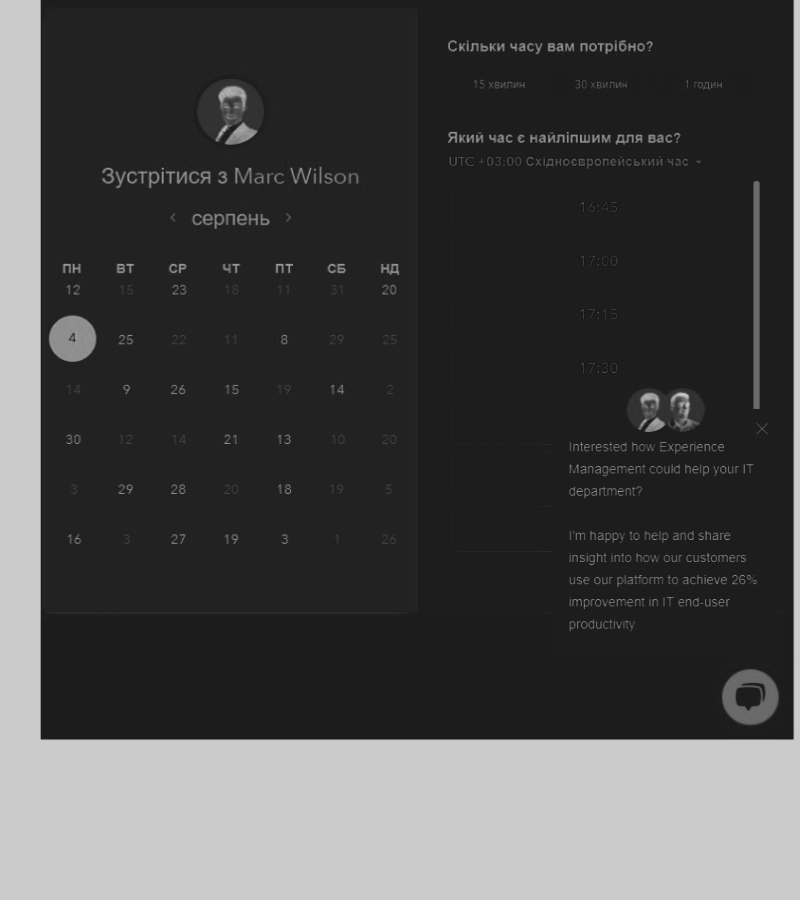 Зустрітися з Marc Wilson
серпень
ПН ВТ СР ЧТ ПТ СБ НД
12 15 23 18 11 31 20
4 25 22 11 8 29 25
14 9 26 15 19 14 2
30 12 14 21 13 10 20
3 29 28 20 18 19 5
16 3 27 19 3 1 26
Скільки часу вам потрібно?
15 хвилин 30 хвилин 1 годин
Який час є найліпшим для вас?
UTC +03:00 Східноєвропейський час
16:45
17:00
17:15
17:30
Interested how Experience
Management could help your IT
department?
I'm happy to help and share
insight into how our customers
use our platform to achieve 26%
improvement in IT end-user
productivity.